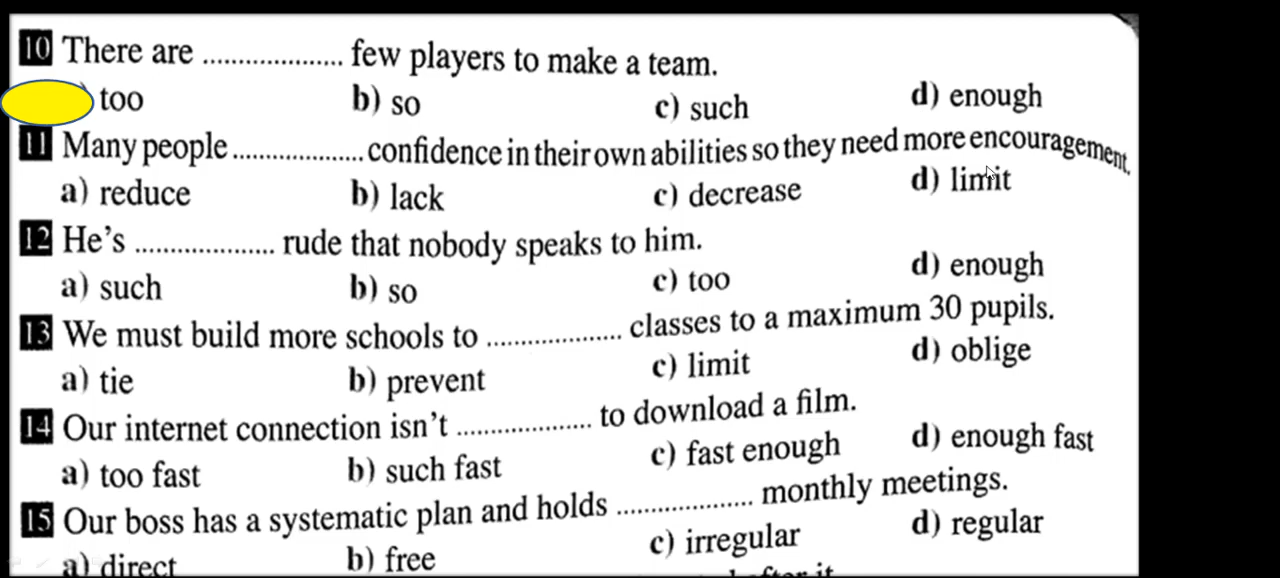 10 There are .................... few players to make a team.
) too b) so c) such d) enough
11 Many people ................... confidence in their own abilities so they need more encouragement.
a) reduce b) lack c) decrease d) limit
12 He's .................... rude that nobody speaks to him.
a) such b) so c) too d) enough
13 We must build more schools to .................... classes to a maximum 30 pupils.
a) tie b) prevent c) limit d) oblige
14 Our internet connection isn't .................... to download a film.
a) too fast b) such fast c) fast enough d) enough fast
15 Our boss has a systematic plan and holds .................... monthly meetings.
a) direct b) free c) irregular d) regular
after it